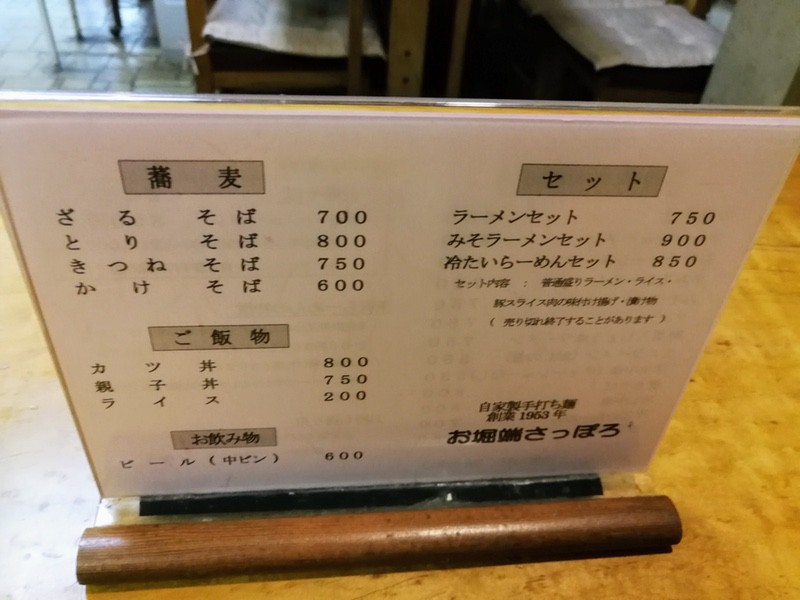 蕎麦
ざるそば 700
とりそば 800
きつねそば 750
かけそば 600
ご飯物
カツ丼 800
親子丼 750
ライス 200
お飲み物
ビール(中ビン) 600
セット
ラーメンセット 750
みそラーメンセット 900
冷たいらーめんセット 850
セット内容 : 普通盛りラーメン・ライス・
豚スライス肉の味付け揚げ・漬け物
( 売り切れ終了することがあります )
自家製手打ち麺
創業1953年
お堀端さっぽろ